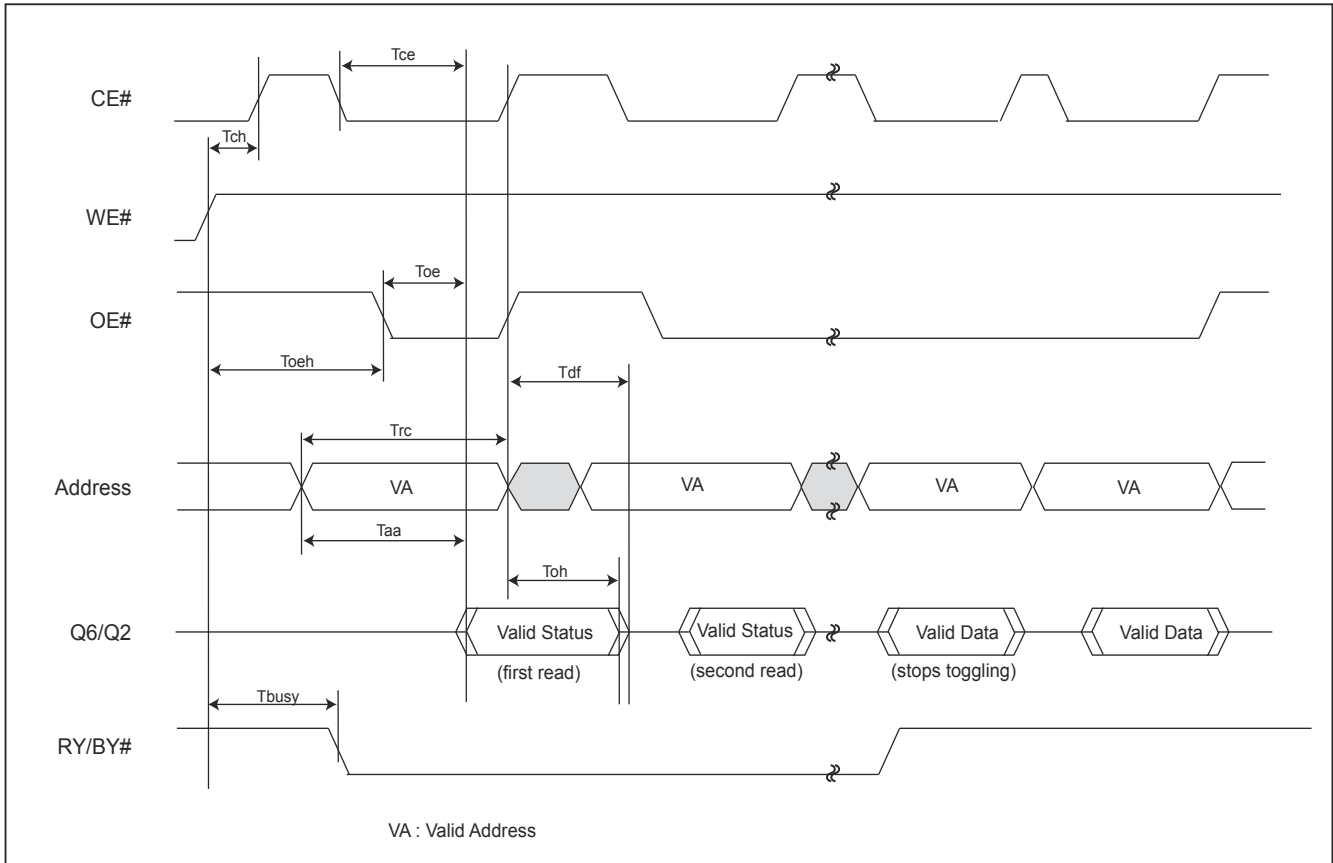 Tce
CE#
Tch
WE#
Toe
OE#
Toeh
Tdf
Trc
Address
VA
VA
VA
VA
Taa
Toh
Q6/Q2
Valid Status
Valid Status
Valid Data
Valid Data
(first read)
(second read)
(stops toggling)
Tbusy
RY/BY#
VA : Valid Address